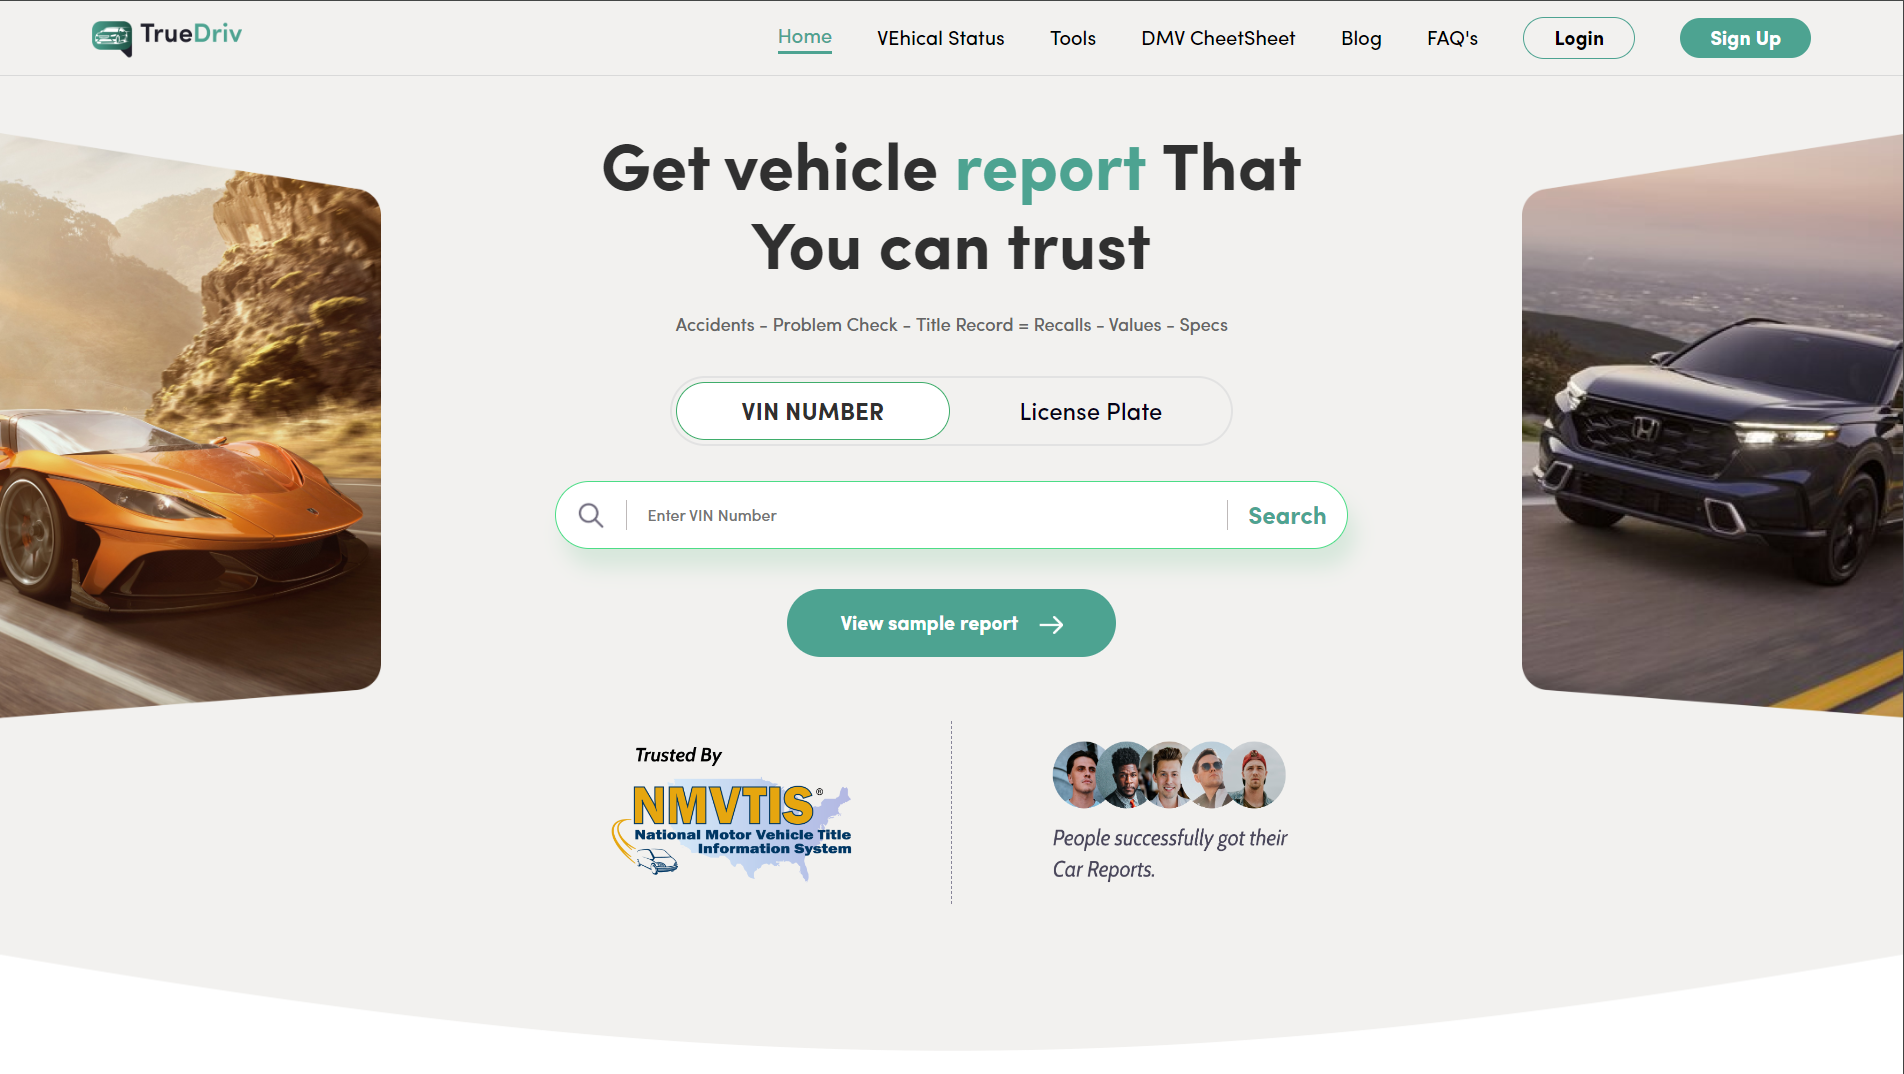 TrueDriv
Home VEhical Status Tools DMV CheetSheet Blog FAQ's Login Sign Up
Get vehicle report That
You can trust
Accidents - Problem Check - Title Record = Recalls - Values - Specs
VIN NUMBER License Plate
Enter VIN Number Search
View sample report
Trusted By
NMVTIS®
National Motor Vehicle Title
Information System
People successfully got their
Car Reports.